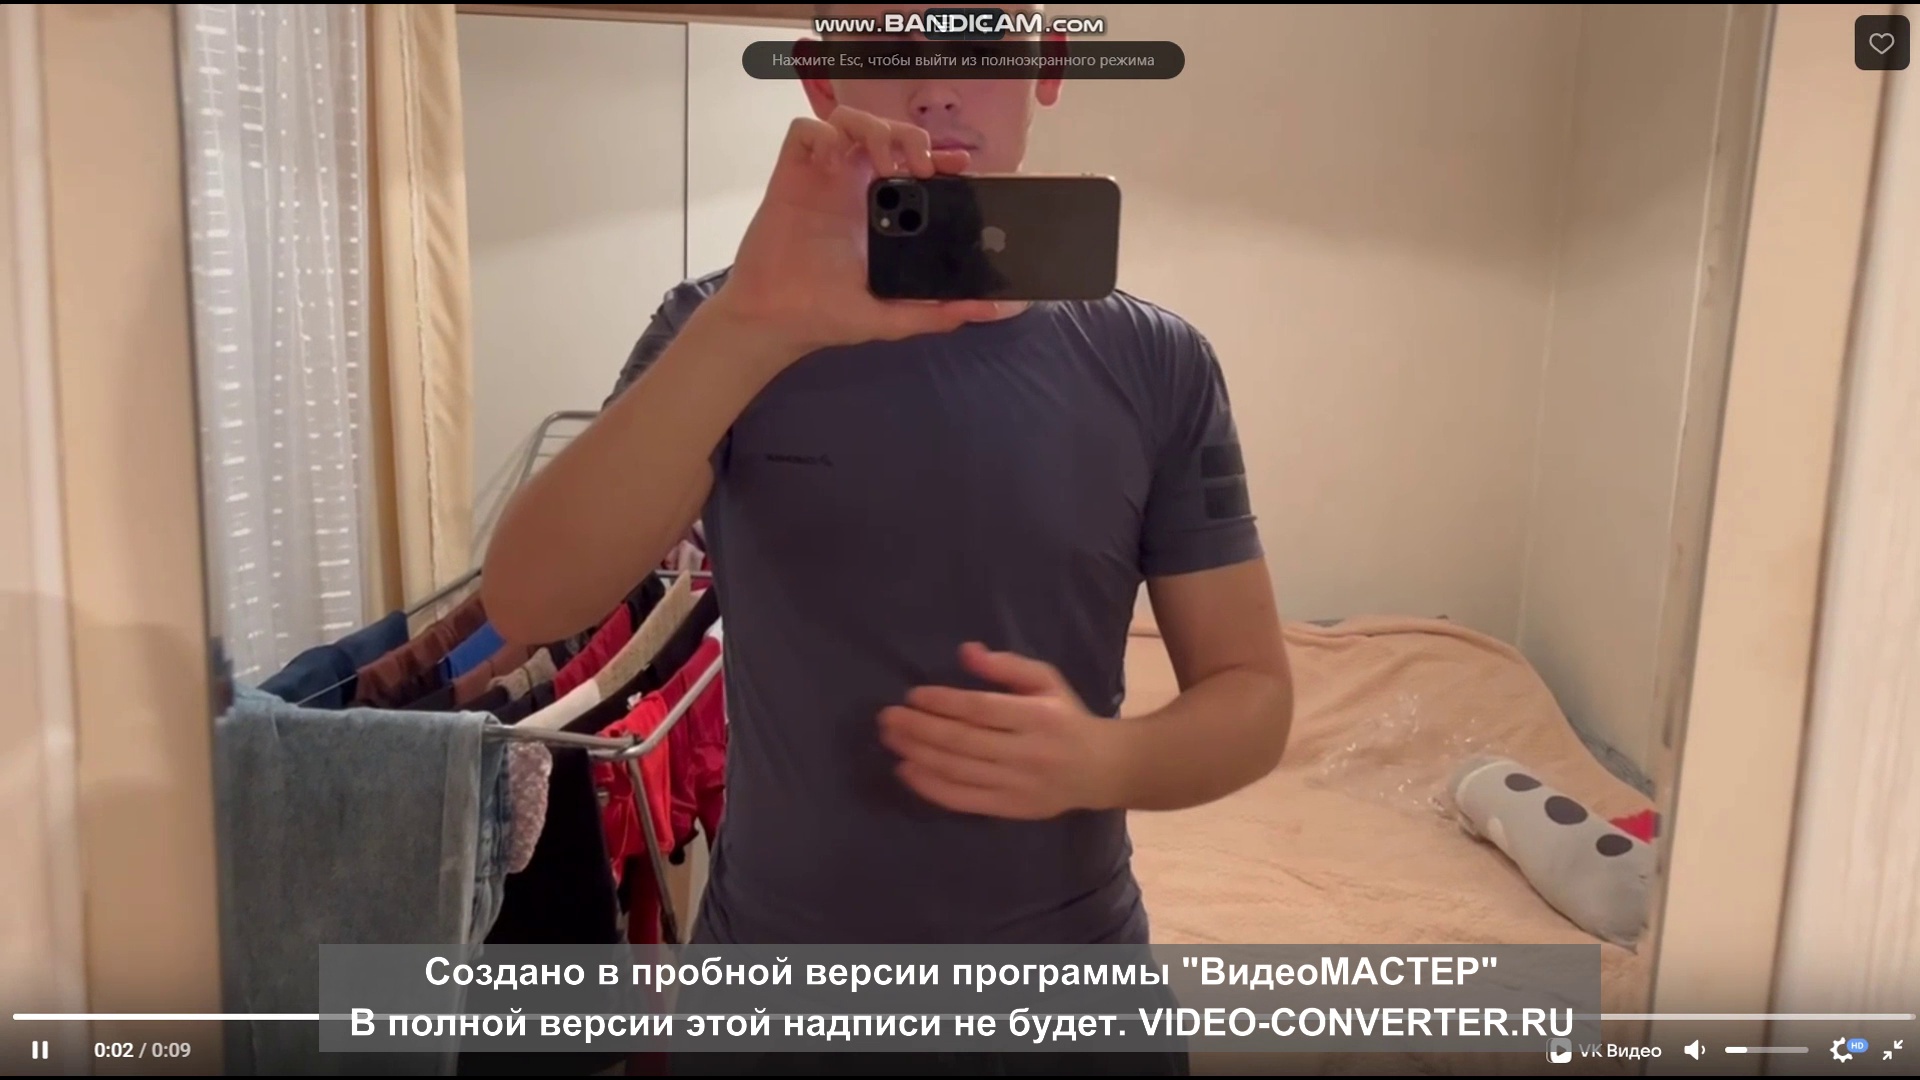 www.BANDICAM.com
Нажмите Esc, чтобы выйти из полноэкранного режима
Создано в пробной версии программы "ВидеоМАСТЕР"
В полной версии этой надписи не будет. VIDEO-CONVERTER.RU
0:02 / 0:09
VK Видео
HD